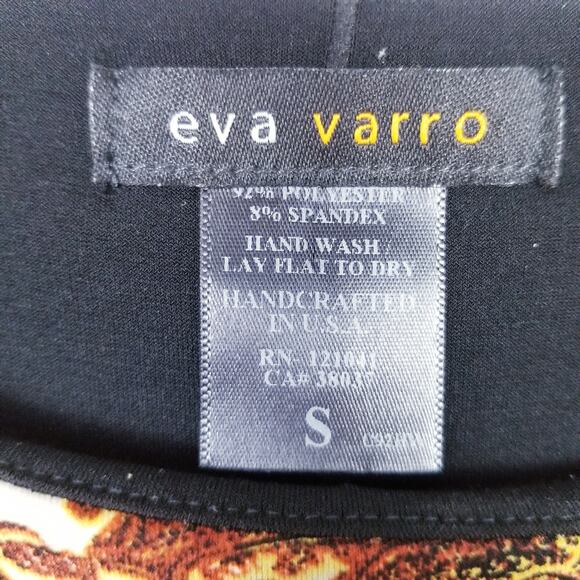 eva varro
92% POLYESTER
8% SPANDEX
HAND WASH/
LAY FLAT TO DRY
HANDCRAFTED
IN U.S.A.
RN- 121041
CA# 38037
S